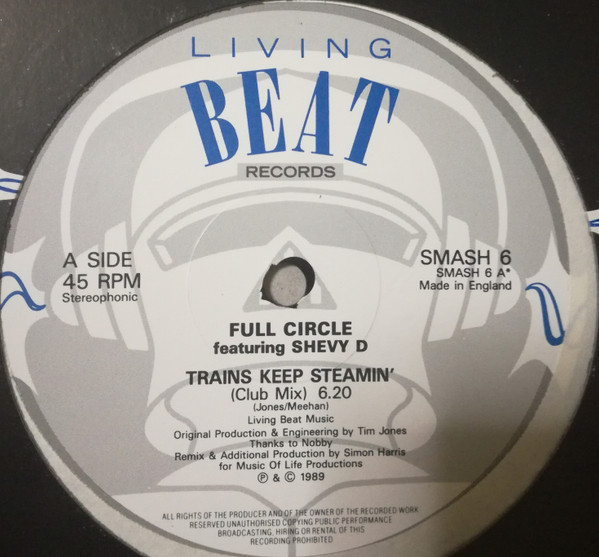 LIVING
BEAT
RECORDS
A SIDE
45 RPM
Stereophonic
SMASH 6
SMASH 6 A*
Made in England
FULL CIRCLE
featuring SHEVY D
TRAINS KEEP STEAMIN'
(Club Mix) 6.20
(Jones/Meehan)
Living Beat Music
Original Production & Engineering by Tim Jones
Thanks to Nobby
Remix & Additional Production by Simon Harris
for Music Of Life Productions
℗ & © 1989
ALL RIGHTS OF THE PRODUCER AND OF THE OWNER OF THE RECORDED WORK
RESERVED UNAUTHORISED COPYING PUBLIC PERFORMANCE
BROADCASTING, HIRING OR RENTAL OF THIS
RECORDING PROHIBITED